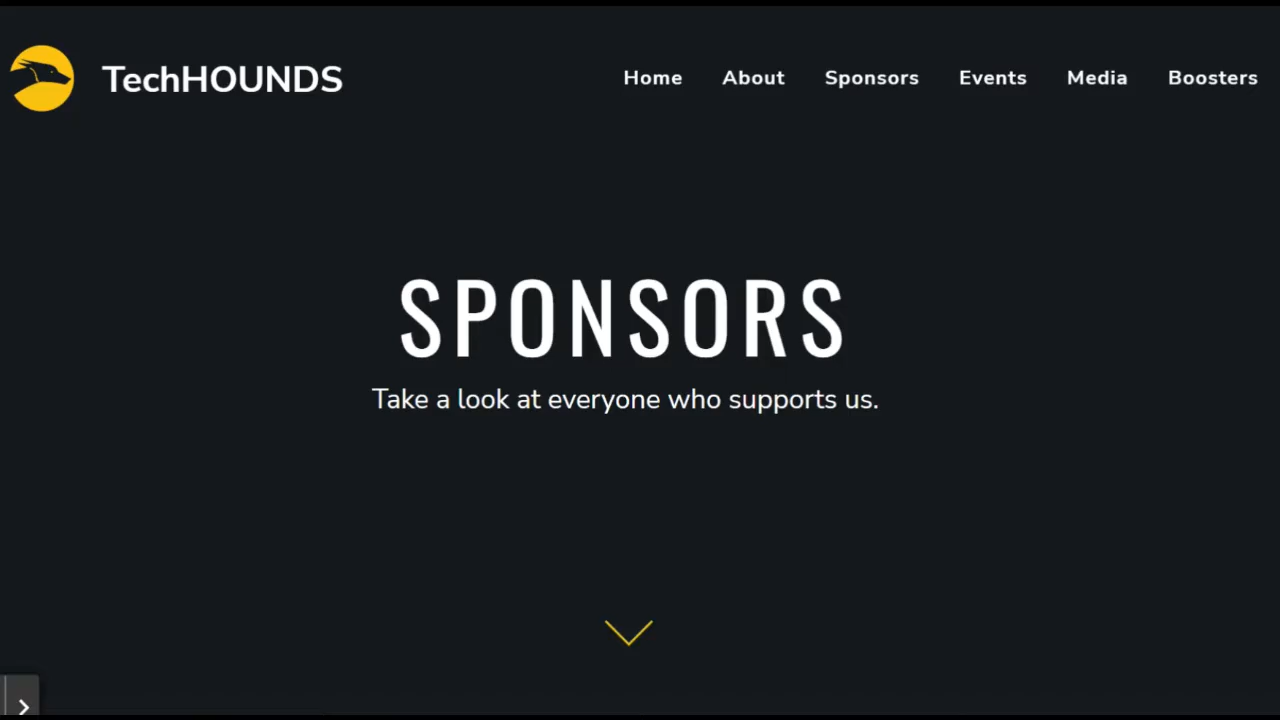 TechHOUNDS
Home About Sponsors Events Media Boosters
SPONSORS
Take a look at everyone who supports us.